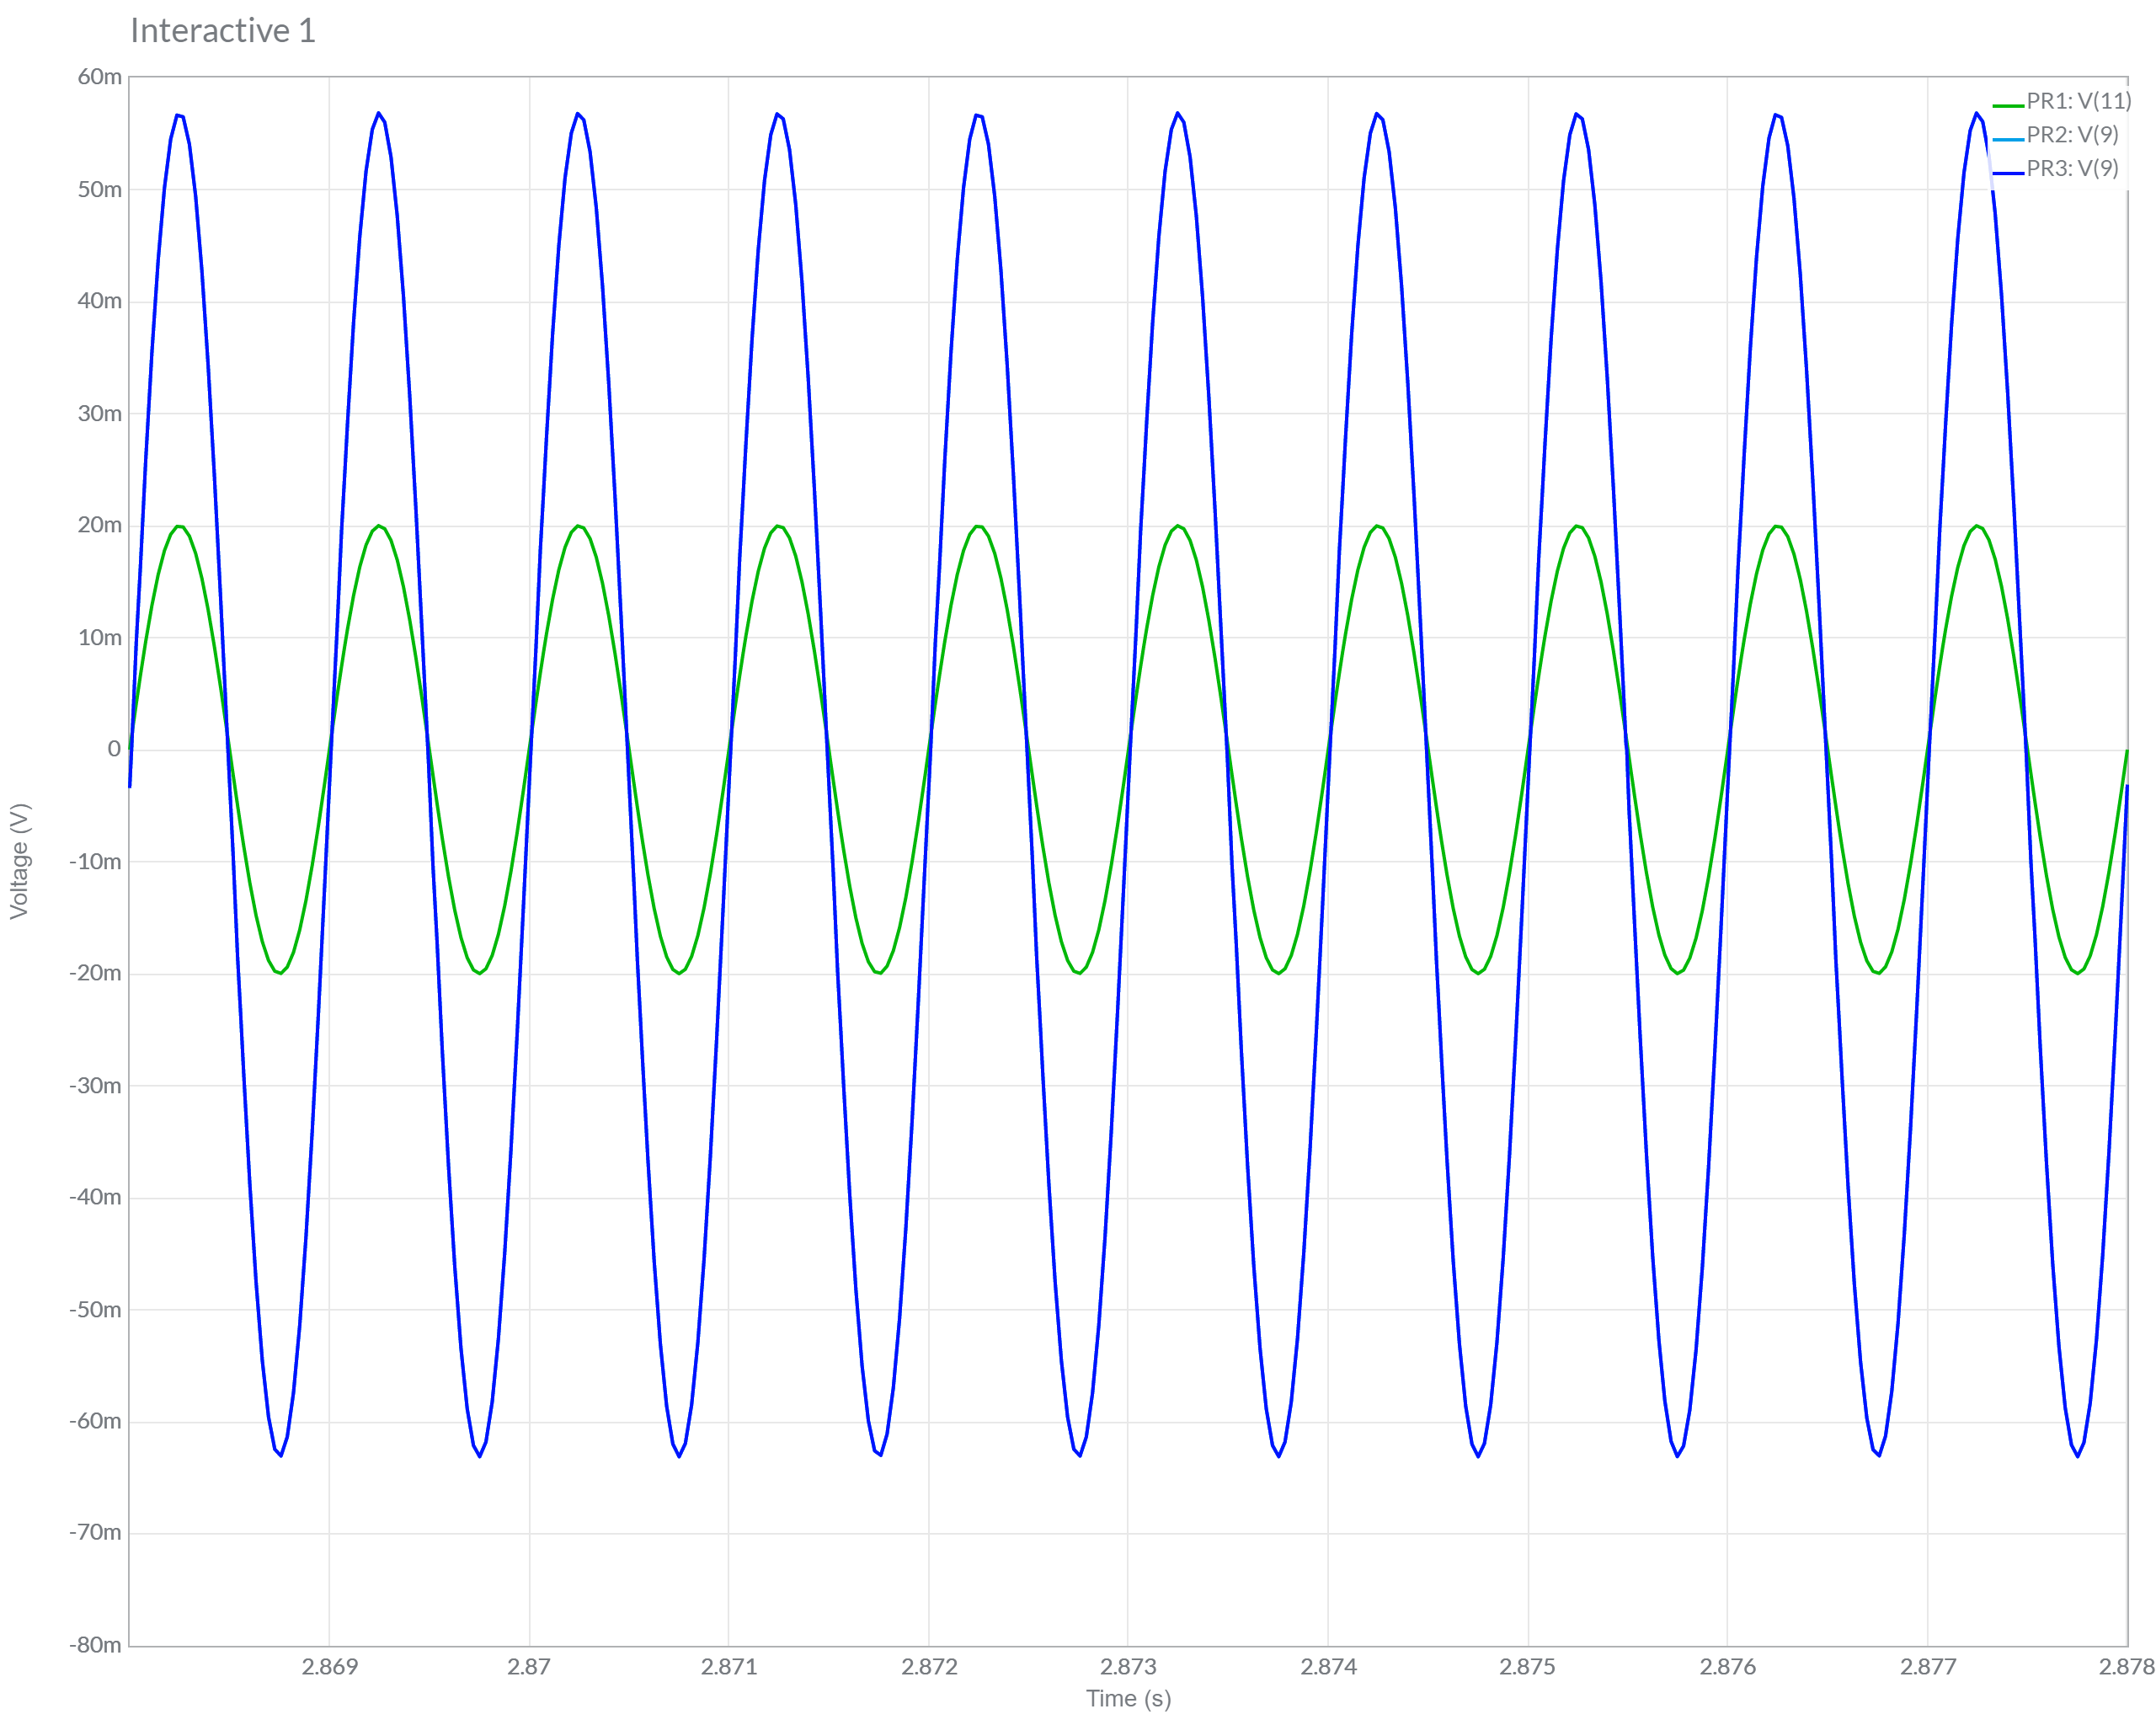 Interactive 1
60m
50m
40m
30m
20m
10m
0
-10m
-20m
-30m
-40m
-50m
-60m
-70m
-80m
Voltage (V)
PR1: V(11)
PR2: V(9)
PR3: V(9)
2.869 2.87 2.871 2.872 2.873 2.874 2.875 2.876 2.877 2.878
Time (s)